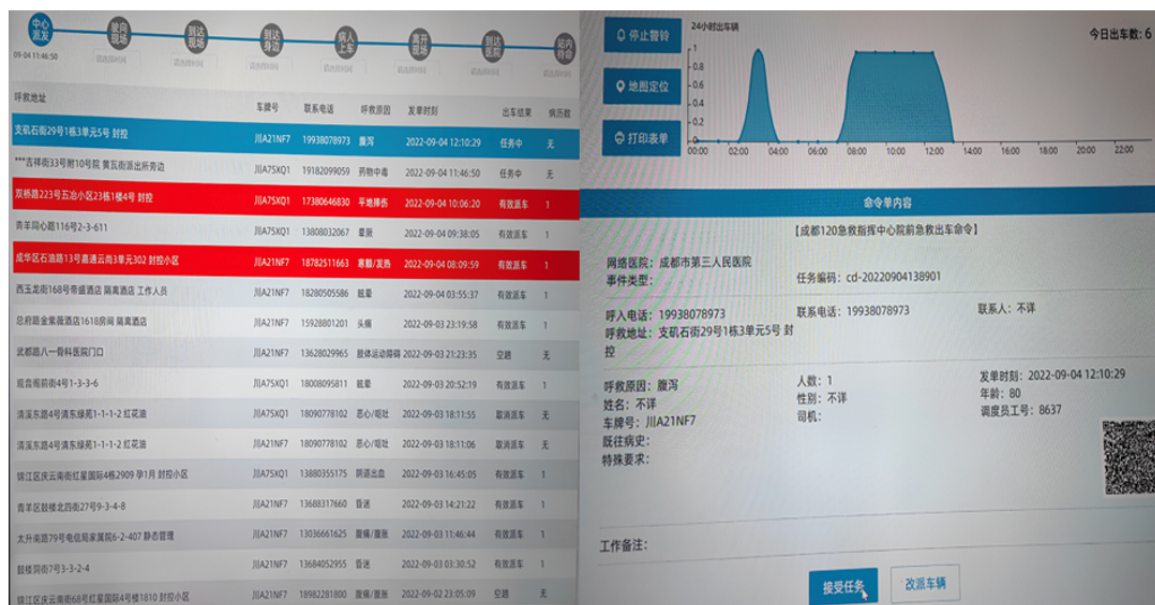 中心派发
驶向现场
到达现场
到达身边
病人上车
离开现场
到达医院
站内待命
09-04 11:46:50
呼救地址 车牌号 联系电话 呼救原因 发单时刻 出车结果 病历数
支矶石街29号1栋3单元5号 封控 川A21NF7 19938078973 腹泻 2022-09-04 12:10:29 任务中 无
***吉祥街33号附10号院 黄瓦街派出所旁边 川A75XQ1 19182099059 药物中毒 2022-09-04 11:46:50 任务中 无
双桥路223号五冶小区23栋1楼4号 封控 川A75XQ1 17380646830 平地摔伤 2022-09-04 10:06:20 有效派车 1
青羊同心路116号2-3-611 川A75XQ1 13808032067 晕厥 2022-09-04 09:38:05 有效派车 1
成华区石油路13号喜通云尚3单元302 封控小区 川A21NF7 18782511663 寒颤/发热 2022-09-04 08:09:59 有效派车 1
西玉龙街168号帝盛酒店 隔离酒店 工作人员 川A21NF7 18280505586 眩晕 2022-09-04 03:55:37 有效派车 1
总府路金紫薇酒店1618房间 隔离酒店 川A21NF7 15928801201 头痛 2022-09-03 23:19:58 有效派车 1
武都路八一骨科医院门口 川A21NF7 13628029965 肢体运动障碍 2022-09-03 21:23:35 空趟 无
观音阁前街4号1-3-3-6 川A75XQ1 18008095811 眩晕 2022-09-03 20:52:19 有效派车 1
清溪东路4号清东绿苑1-1-1-2 红花油 川A75XQ1 18090778102 恶心/呕吐 2022-09-03 18:11:55 取消派车 无
清溪东路4号清东绿苑1-1-1-2 红花油 川A21NF7 18090778102 恶心/呕吐 2022-09-03 18:11:06 取消派车 无
锦江区庆云南街红星国际4栋2909 孕1月 封控小区 川A75XQ1 13880355175 阴道出血 2022-09-03 16:45:05 有效派车 1
青羊区鼓楼北四街27号9-3-4-8 川A21NF7 13688317660 昏迷 2022-09-03 14:21:22 有效派车 1
太升南路79号电信局家属院6-2-407 静态管理 川A21NF7 13036661625 腹痛/腹胀 2022-09-03 11:46:44 有效派车 1
鼓楼洞街7号3-3-2-4 川A21NF7 13684052955 昏迷 2022-09-03 03:30:52 有效派车 1
锦江区庆云南街68号红星国际4号楼1810 封控小区 川A21NF7 18982281800 腹痛/腹胀 2022-09-02 23:05:09 空趟 无
停止警铃
地图定位
打印表单
24小时出车辆
今日出车数: 6
1
0.8
0.6
0.4
0.2
0
00:00 02:00 04:00 06:00 08:00 10:00 12:00 14:00 16:00 18:00 20:00 22:00
命令单内容
【成都120急救指挥中心院前急救出车命令】
网络医院: 成都市第三人民医院
事件类型: 任务编码: cd-20220904138901
呼入电话: 19938078973 联系电话: 19938078973 联系人: 不详
呼救地址: 支矶石街29号1栋3单元5号 封
控
呼救原因: 腹泻 人数: 1 发单时刻: 2022-09-04 12:10:29
姓名: 不详 性别: 不详 年龄: 80
车牌号: 川A21NF7 司机: 调度员工号: 8637
既往病史:
特殊要求:
工作备注:
接受任务 改派车辆